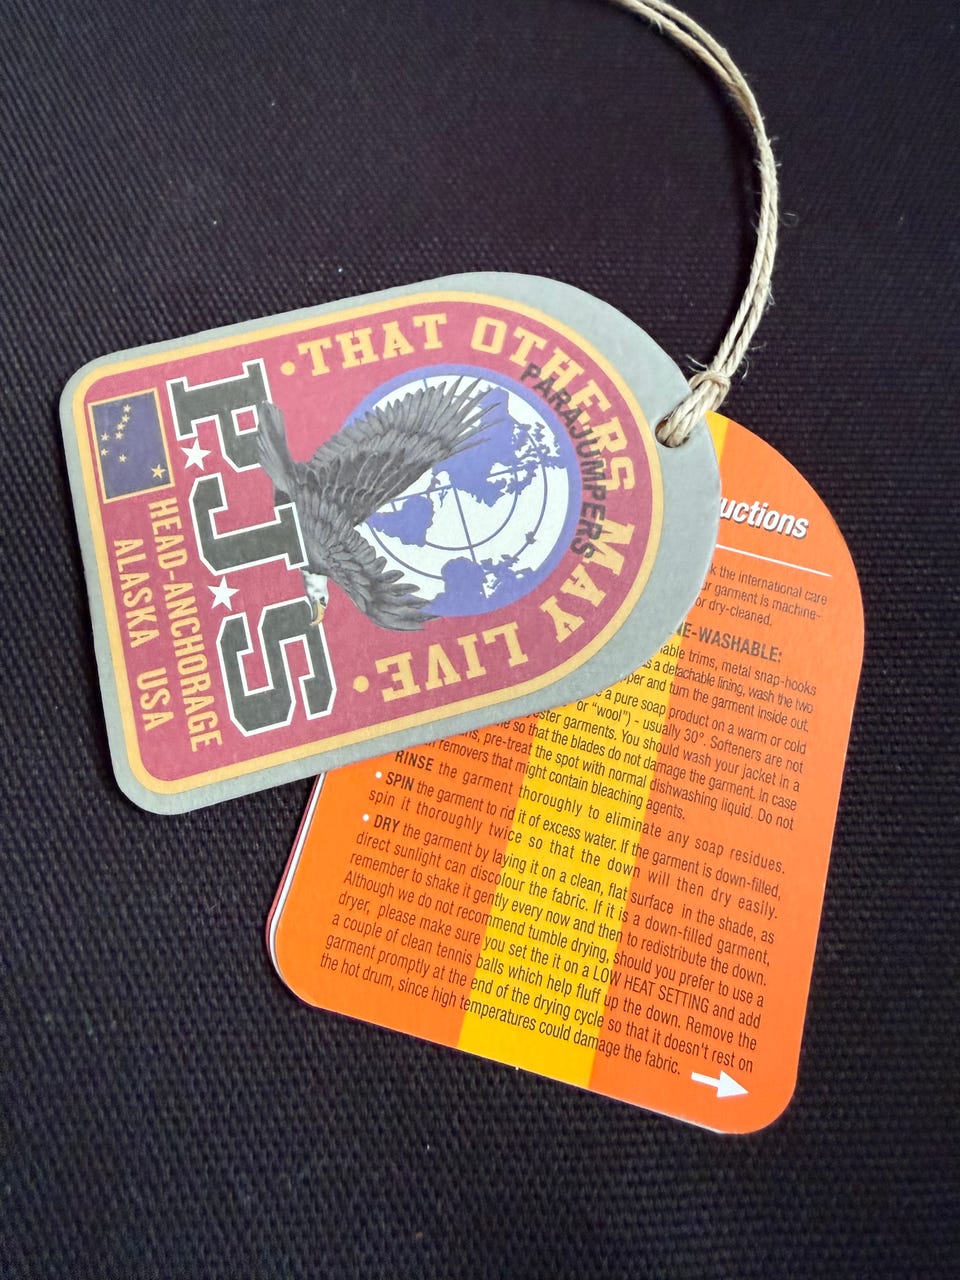 ·THAT OTHERS MAY LIVE·
PARAJUMPERS
P.J.S
HEAD-ANCHORAGE
ALASKA USA
uctions
k the international care
ur garment is machine-
or dry-cleaned.
NE-WASHABLE:
able trims, metal snap-hooks
s a detachable lining, wash the two
per and turn the garment inside out.
e a pure soap product on a warm or cold
or “wool”) - usually 30°. Softeners are not
ester garments. You should wash your jacket in a
ne so that the blades do not damage the garment. In case
ns, pre-treat the spot with normal dishwashing liquid. Do not
removers that might contain bleaching agents.
RINSE the garment thoroughly to eliminate any soap residues.
• SPIN the garment to rid it of excess water. If the garment is down-filled,
spin it thoroughly twice so that the down will then dry easily.
• DRY the garment by laying it on a clean, flat surface in the shade, as
direct sunlight can discolour the fabric. If it is a down-filled garment,
remember to shake it gently every now and then to redistribute the down.
Although we do not recommend tumble drying, should you prefer to use a
dryer, please make sure you set the it on a LOW HEAT SETTING and add
a couple of clean tennis balls which help fluff up the down. Remove the
garment promptly at the end of the drying cycle so that it doesn't rest on
the hot drum, since high temperatures could damage the fabric.